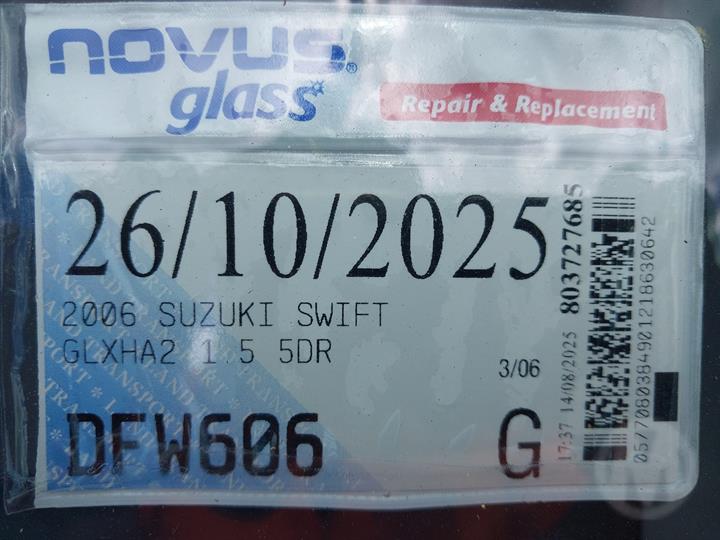 novus®
glass
Repair & Replacement
26/10/2025
2006 SUZUKI SWIFT
GLXHA2 1.5 5DR
3/06
DFW606
G
17:37 14/08/2025 803727685
0577080384901218630642